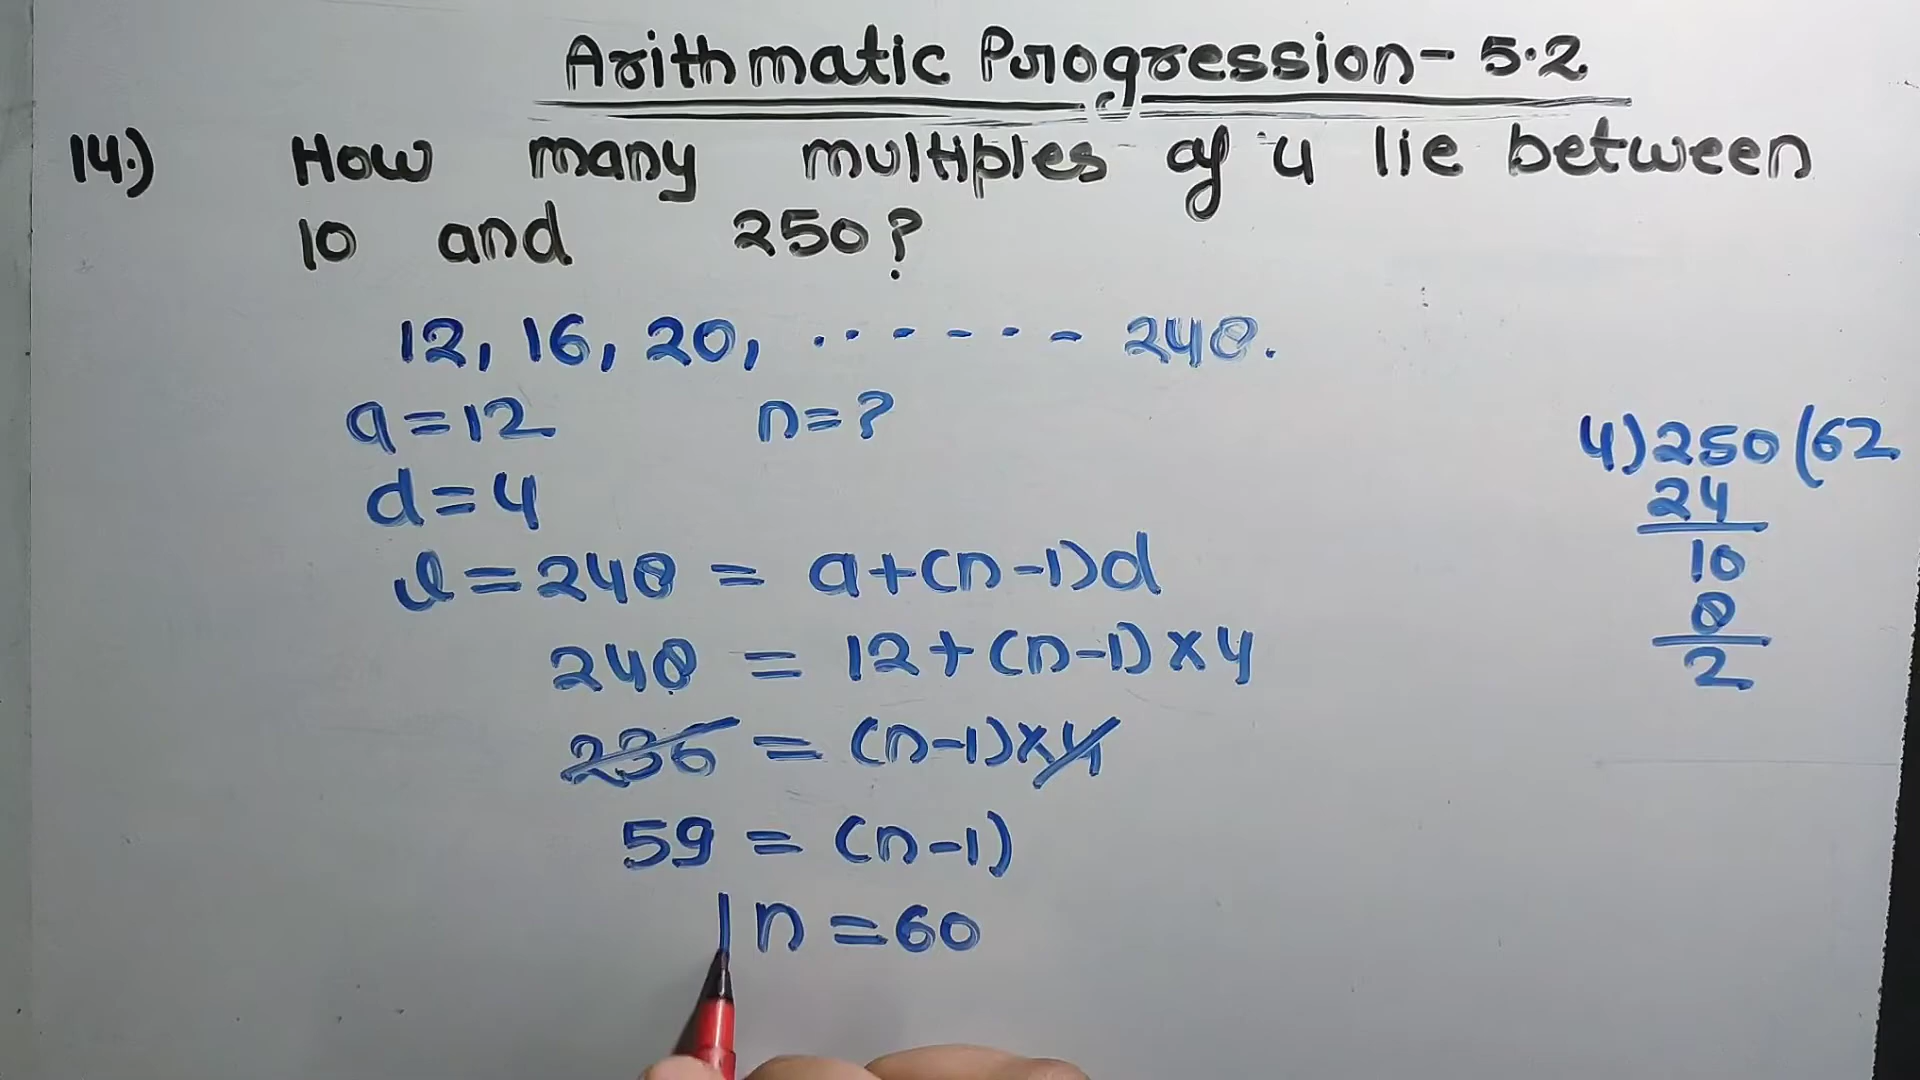 Arithmatic Progression- 5.2
14.) How many multiples of 4 lie between
10 and 250?
12, 16, 20, ....--- 248.
a=12 n=?
d=4
l=248 = a+(n-1)d
248 = 12+(n-1)×4
236 = (n-1)×4
59 = (n-1)
n=60
4)250(62
24
10
8
2